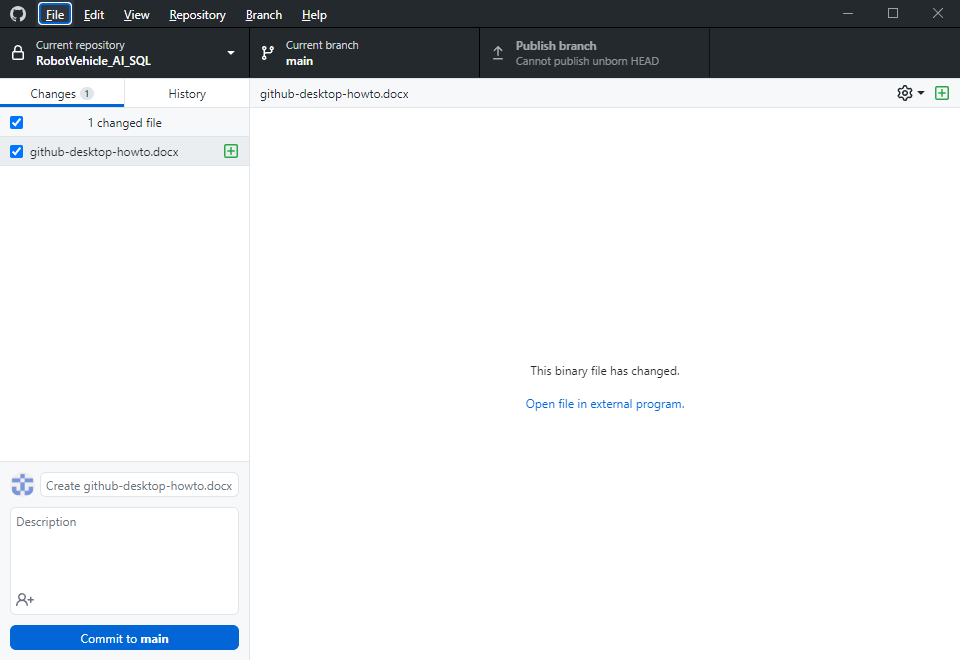 File Edit View Repository Branch Help
Current repository
RobotVehicle_AI_SQL
Current branch
main
Publish branch
Cannot publish unborn HEAD
Changes 1 History
github-desktop-howto.docx
1 changed file
github-desktop-howto.docx
This binary file has changed.
Open file in external program.
Create github-desktop-howto.docx
Description
Commit to main